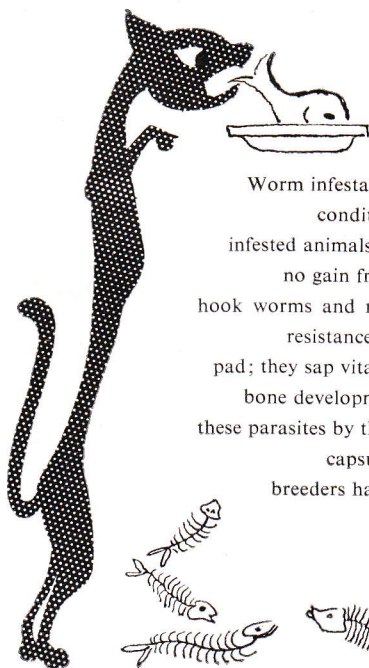 Worm infesta
condit
infested animals
no gain fr
hook worms and r
resistance
pad; they sap vita
bone developr
these parasites by th
capsu
breeders ha